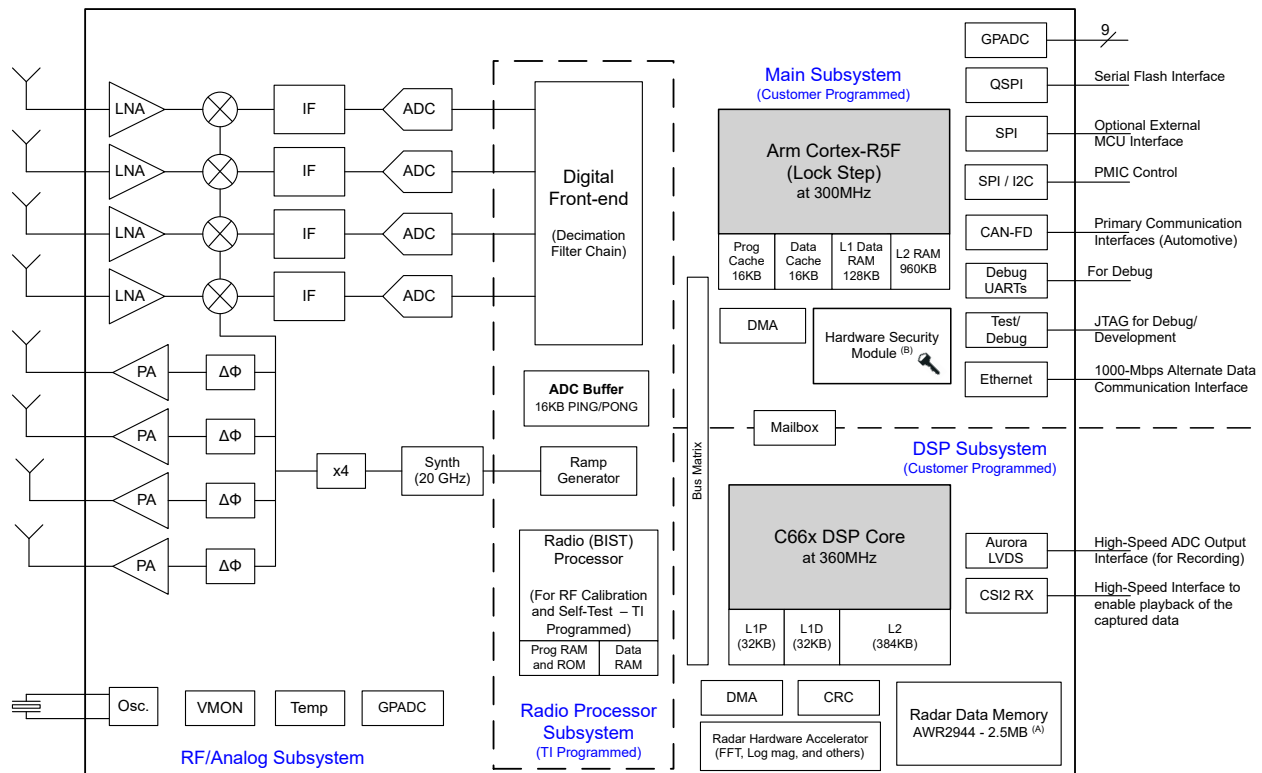 GPADC
9
Main Subsystem
(Customer Programmed)
QSPI
Serial Flash Interface
LNA
IF
ADC
Arm Cortex-R5F
(Lock Step)
at 300MHz
SPI
Optional External
MCU Interface
LNA
IF
ADC
Digital
Front-end
(Decimation
Filter Chain)
SPI / I2C
PMIC Control
LNA
IF
ADC
CAN-FD
Primary Communication
Interfaces (Automotive)
Prog
Cache
16KB
Data
Cache
16KB
L1 Data
RAM
128KB
L2 RAM
960KB
LNA
IF
ADC
Debug
UARTs
For Debug
DMA
Hardware Security
Module (B)
Test/
Debug
JTAG for Debug/
Development
PA
ΔΦ
ADC Buffer
16KB PING/PONG
Ethernet
1000-Mbps Alternate Data
Communication Interface
PA
ΔΦ
Mailbox
Bus Matrix
DSP Subsystem
(Customer Programmed)
x4
Synth
(20 GHz)
Ramp
Generator
PA
ΔΦ
C66x DSP Core
at 360MHz
PA
ΔΦ
Radio (BIST)
Processor
(For RF Calibration
and Self-Test – TI
Programmed)
Prog RAM
and ROM
Data
RAM
Aurora
LVDS
High-Speed ADC Output
Interface (for Recording)
CSI2 RX
High-Speed Interface to
enable playback of the
captured data
L1P
(32KB)
L1D
(32KB)
L2
(384KB)
Osc.
VMON
Temp
GPADC
Radio Processor
Subsystem
(TI Programmed)
DMA
CRC
Radar Data Memory
AWR2944 - 2.5MB (A)
Radar Hardware Accelerator
(FFT, Log mag, and others)
RF/Analog Subsystem